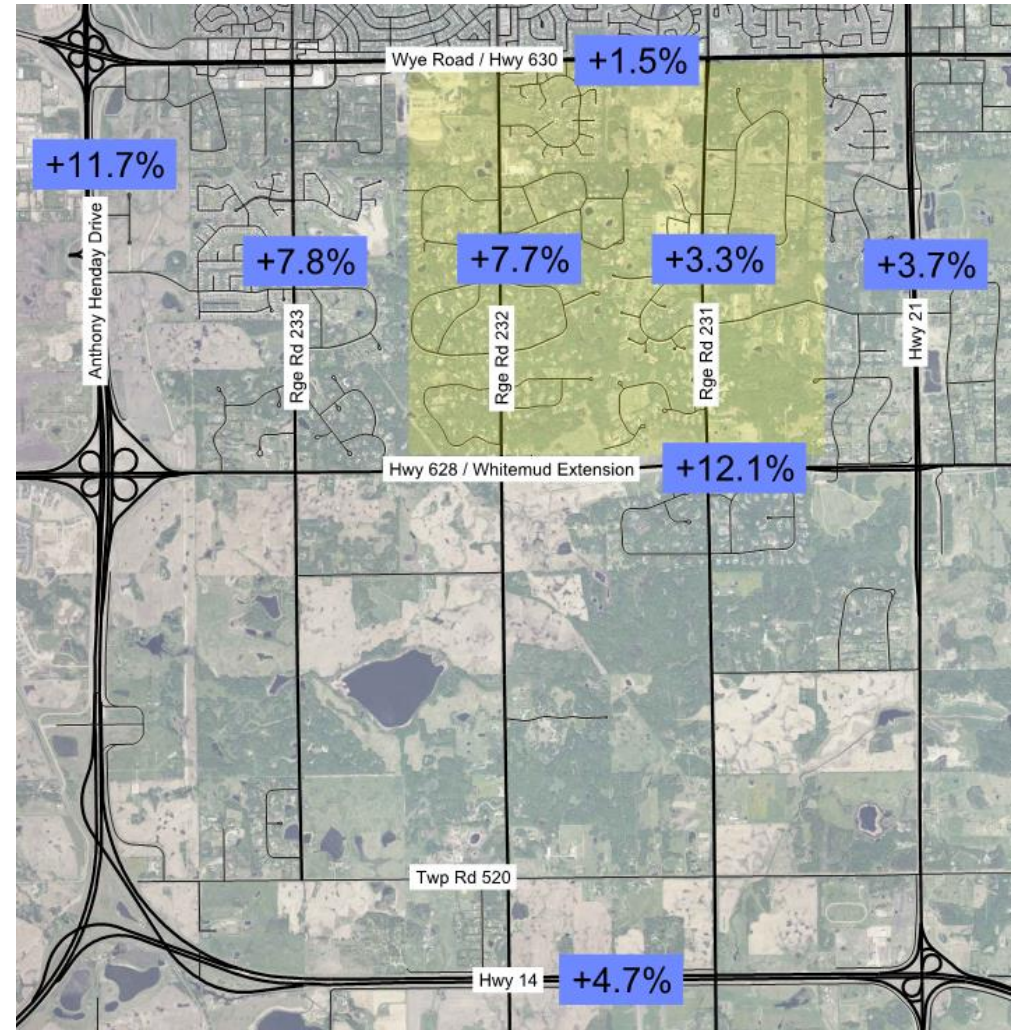 Wye Road / Hwy 630
+1.5%
+11.7%
Anthony Henday Drive
+7.8%
Rge Rd 233
+7.7%
Rge Rd 232
+3.3%
Rge Rd 231
+3.7%
Hwy 21
Hwy 628 / Whitemud Extension
+12.1%
Twp Rd 520
Hwy 14
+4.7%